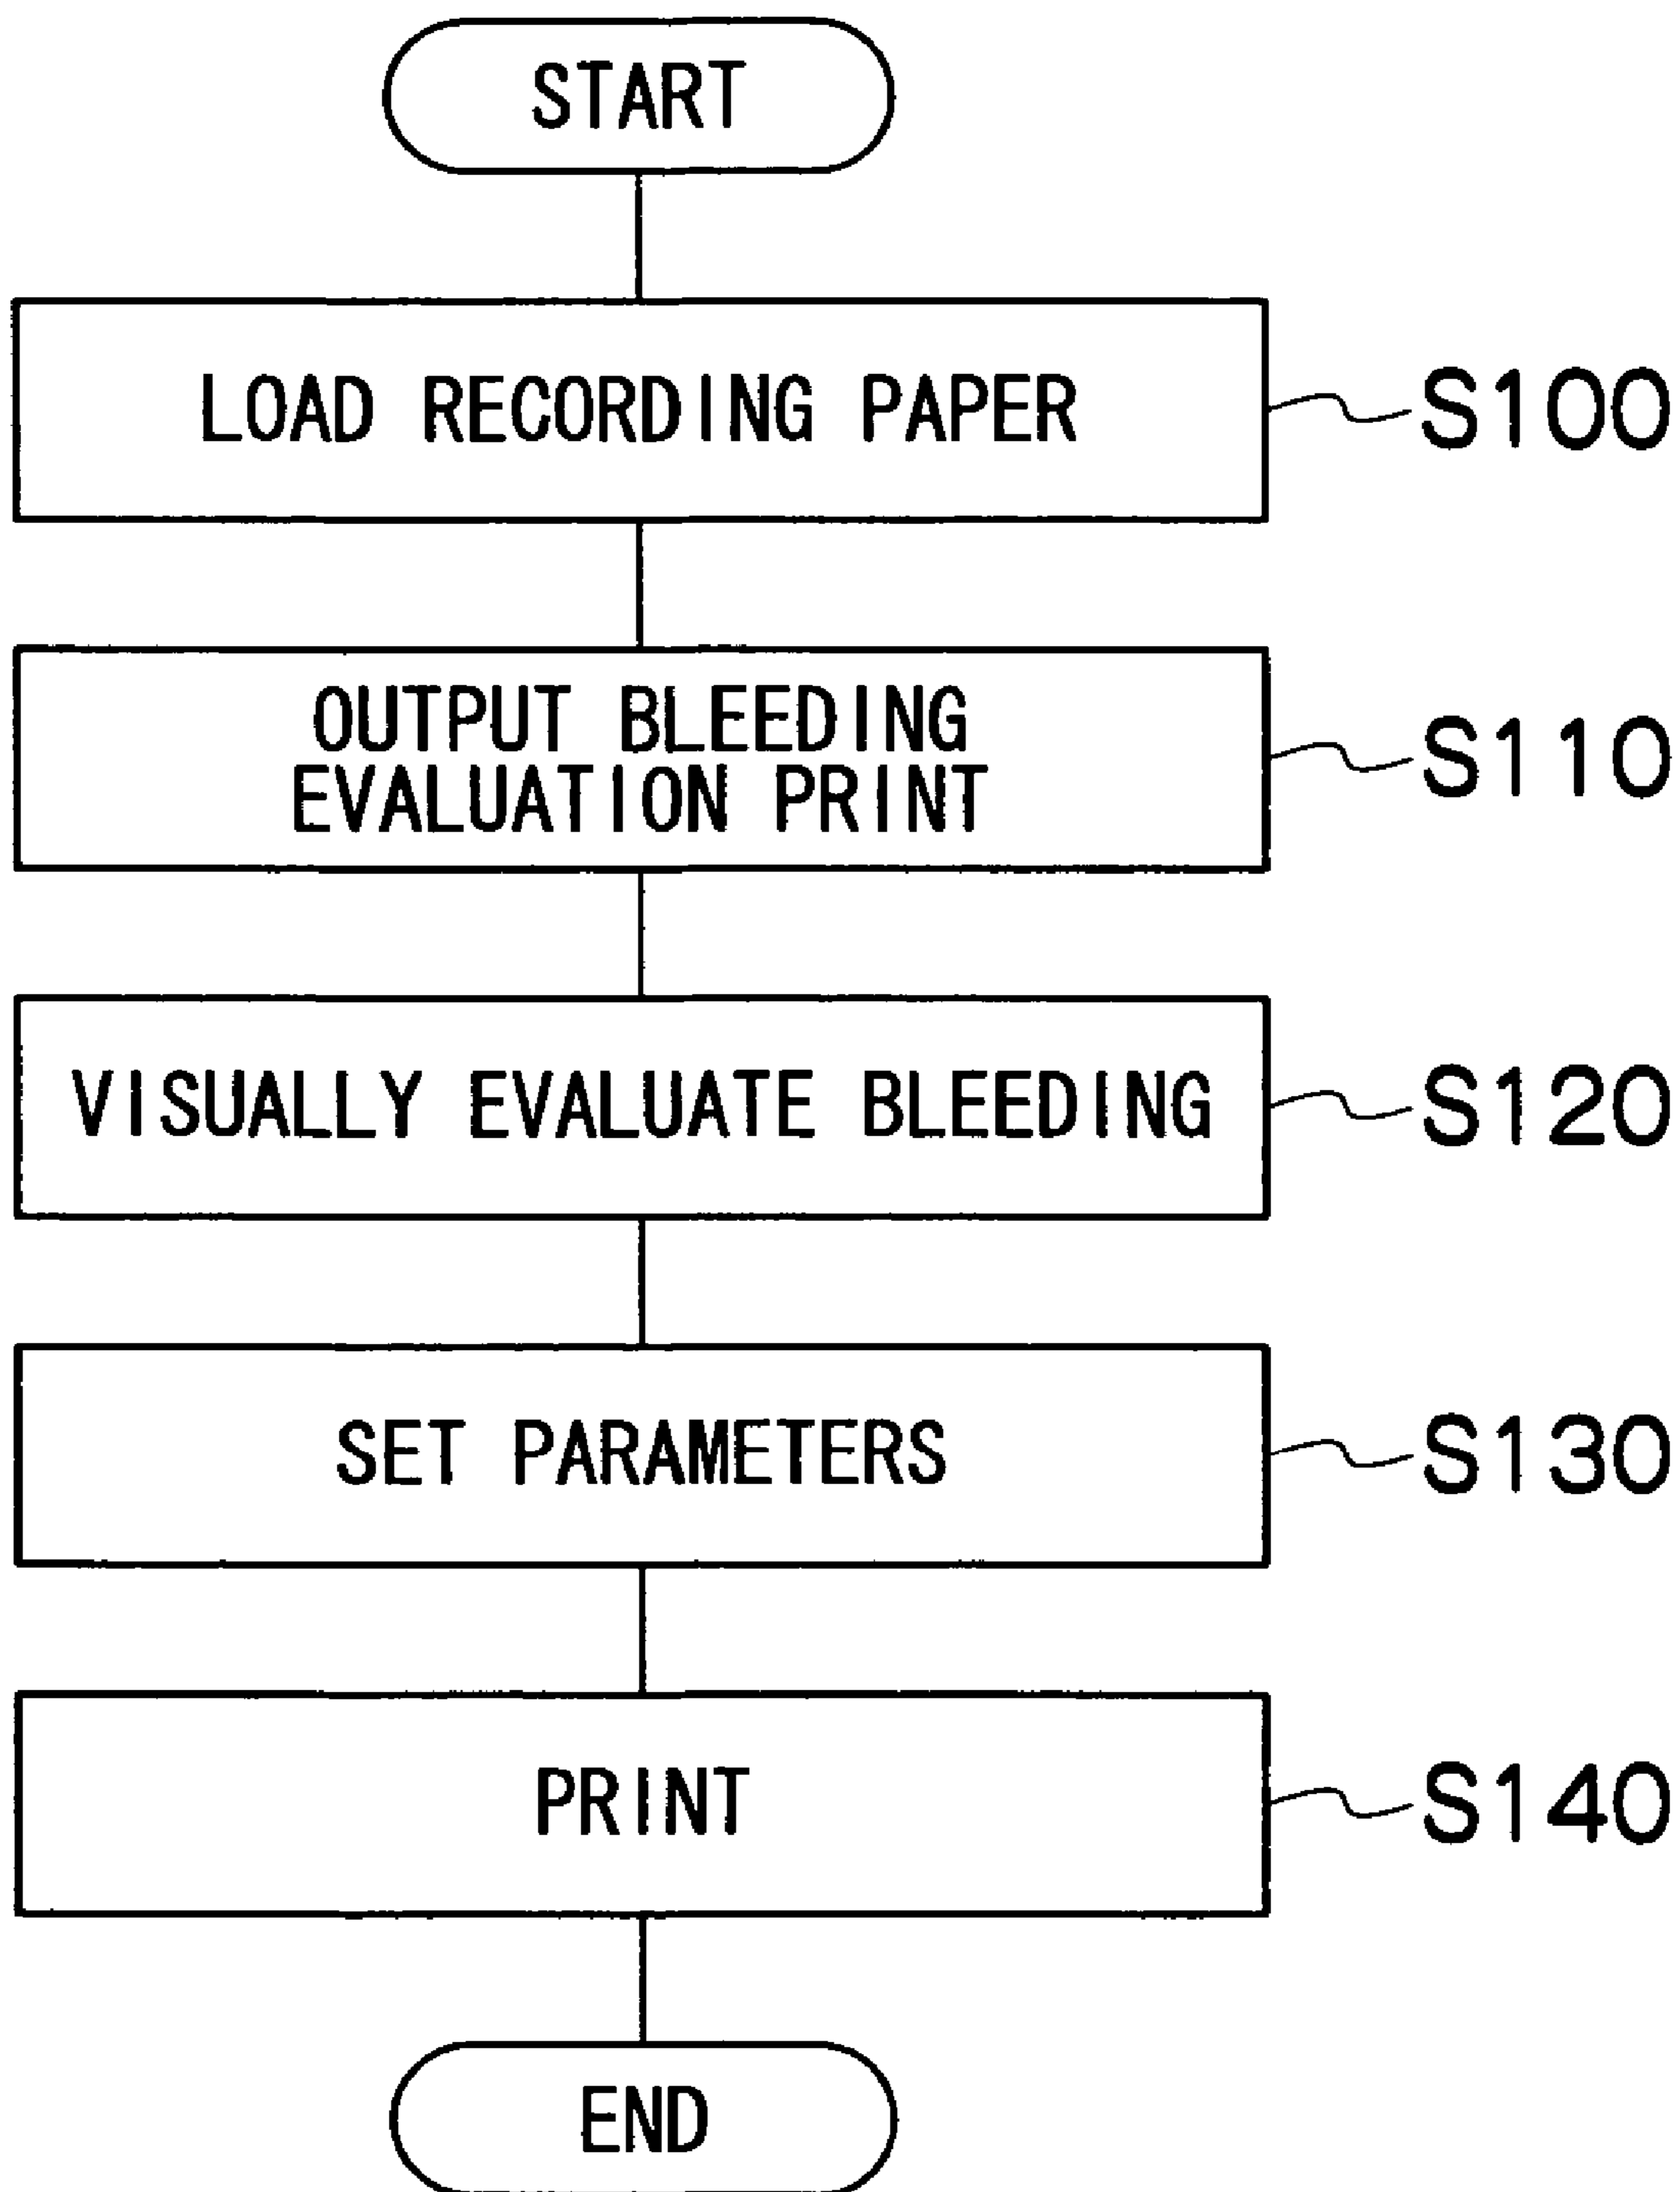 START
LOAD RECORDING PAPER
S100
OUTPUT BLEEDING
EVALUATION PRINT
S110
VISUALLY EVALUATE BLEEDING
S120
SET PARAMETERS
S130
PRINT
S140
END